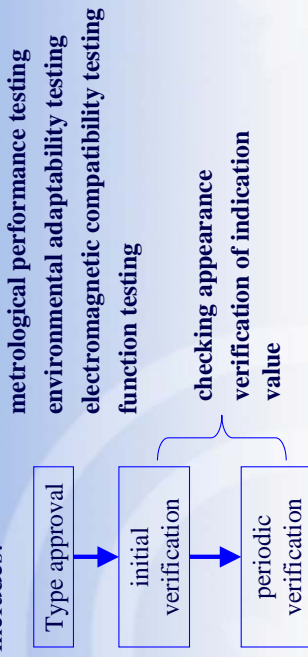 includes:
Type approval
metrological performance testing
environmental adaptability testing
electromagnetic compatibility testing
function testing
initial
verification
periodic
verification
checking appearance
verification of indication
value